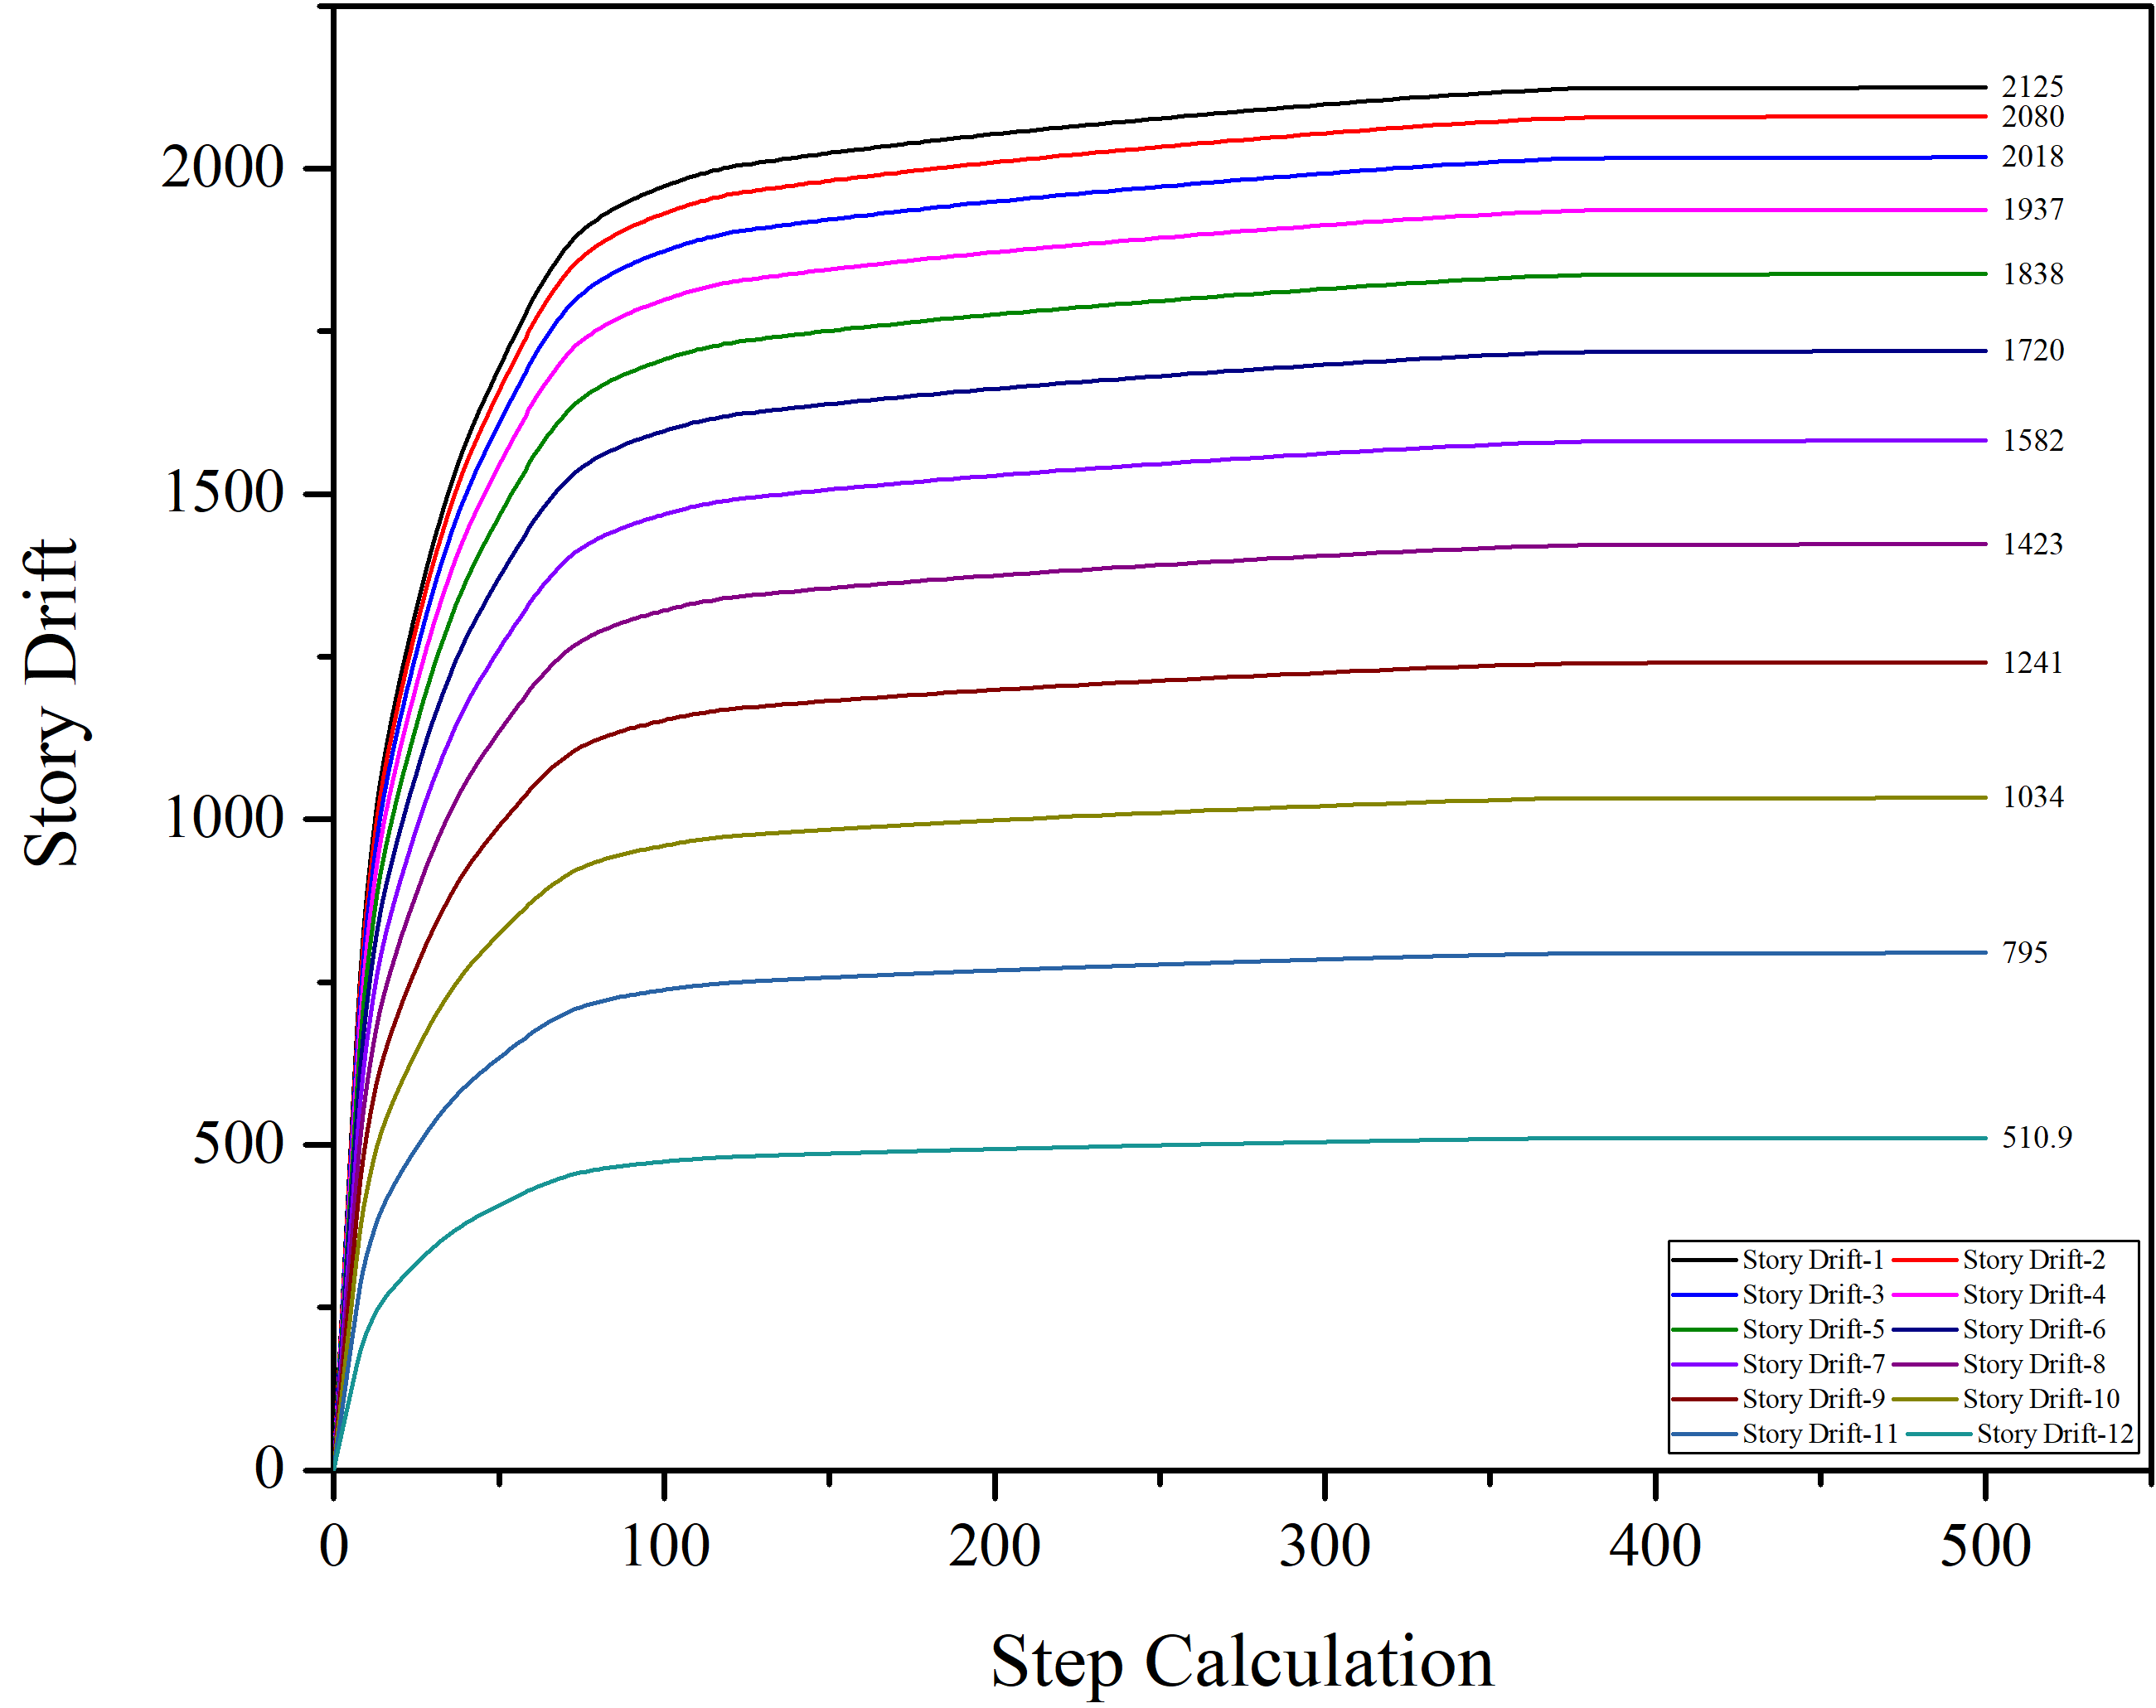 2125
2080
2018
2000
1937
1838
1720
1582
1500
1423
1241
1034
1000
795
510.9
500
0
Story Drift
Story Drift-1 Story Drift-2
Story Drift-3 Story Drift-4
Story Drift-5 Story Drift-6
Story Drift-7 Story Drift-8
Story Drift-9 Story Drift-10
Story Drift-11 Story Drift-12
0 100 200 300 400 500
Step Calculation